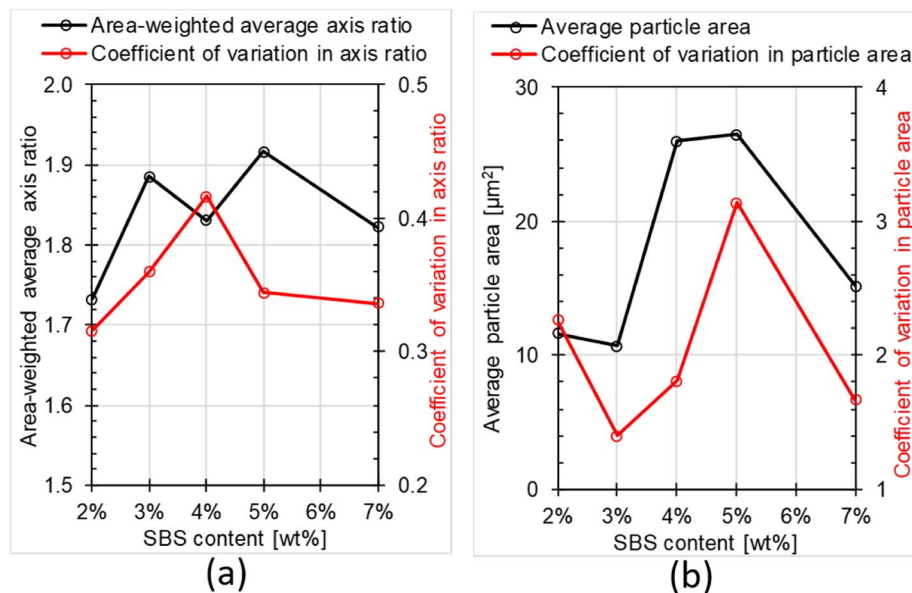 Area-weighted average axis ratio
Coefficient of variation in axis ratio
2.0
1.9
1.8
1.7
1.6
1.5
Area-weighted average axis ratio
0.5
0.4
0.3
0.2
Coefficient of variation in axis ratio
2% 3% 4% 5% 6% 7%
SBS content [wt%]
(a)
Average particle area
Coefficient of variation in particle area
30
20
10
0
Average particle area [µm²]
4
3
2
1
Coefficient of variation in particle area
2% 3% 4% 5% 6% 7%
SBS content [wt%]
(b)